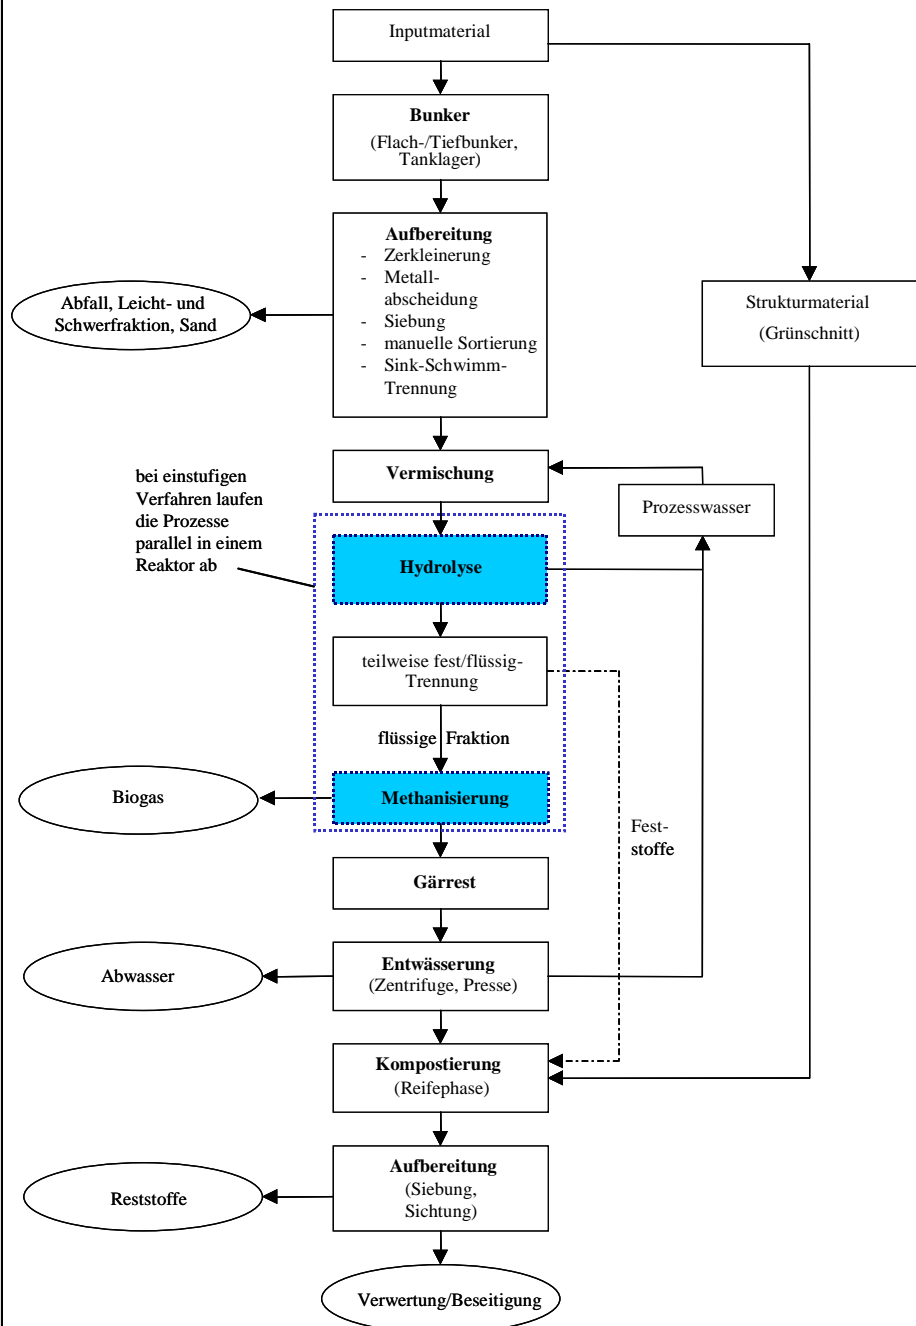 Inputmaterial
Bunker
(Flach-/Tiefbunker,
Tanklager)
Aufbereitung
- Zerkleinerung
- Metall-
abscheidung
- Siebung
- manuelle Sortierung
- Sink-Schwimm-
Trennung
Abfall, Leicht- und
Schwerfraktion, Sand
Strukturmaterial
(Grünschnitt)
Vermischung
bei einstufigen
Verfahren laufen
die Prozesse
parallel in einem
Reaktor ab
Prozesswasser
Hydrolyse
teilweise fest/flüssig-
Trennung
flüssige Fraktion
Biogas
Methanisierung
Fest-
stoffe
Gärrest
Abwasser
Entwässerung
(Zentrifuge, Presse)
Kompostierung
(Reifephase)
Aufbereitung
(Siebung,
Sichtung)
Reststoffe
Verwertung/Beseitigung